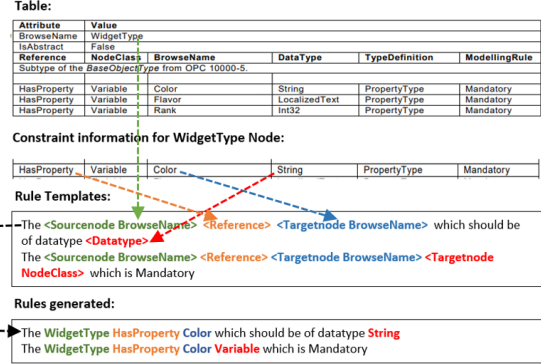 Table:
Attribute Value
BrowseName WidgetType
IsAbstract False
Reference NodeClass BrowseName DataType TypeDefinition ModellingRule
Subtype of the BaseObjectType from OPC 10000-5.
HasProperty Variable Color String PropertyType Mandatory
HasProperty Variable Flavor LocalizedText PropertyType Mandatory
HasProperty Variable Rank Int32 PropertyType Mandatory
Constraint information for WidgetType Node:
HasProperty Variable Color String PropertyType Mandatory
Rule Templates:
The <Sourcenode BrowseName> <Reference> <Targetnode BrowseName> which should be
of datatype <Datatype>
The <Sourcenode BrowseName> <Reference> <Targetnode BrowseName> <Targetnode
NodeClass> which is Mandatory
Rules generated:
The WidgetType HasProperty Color which should be of datatype String
The WidgetType HasProperty Color Variable which is Mandatory